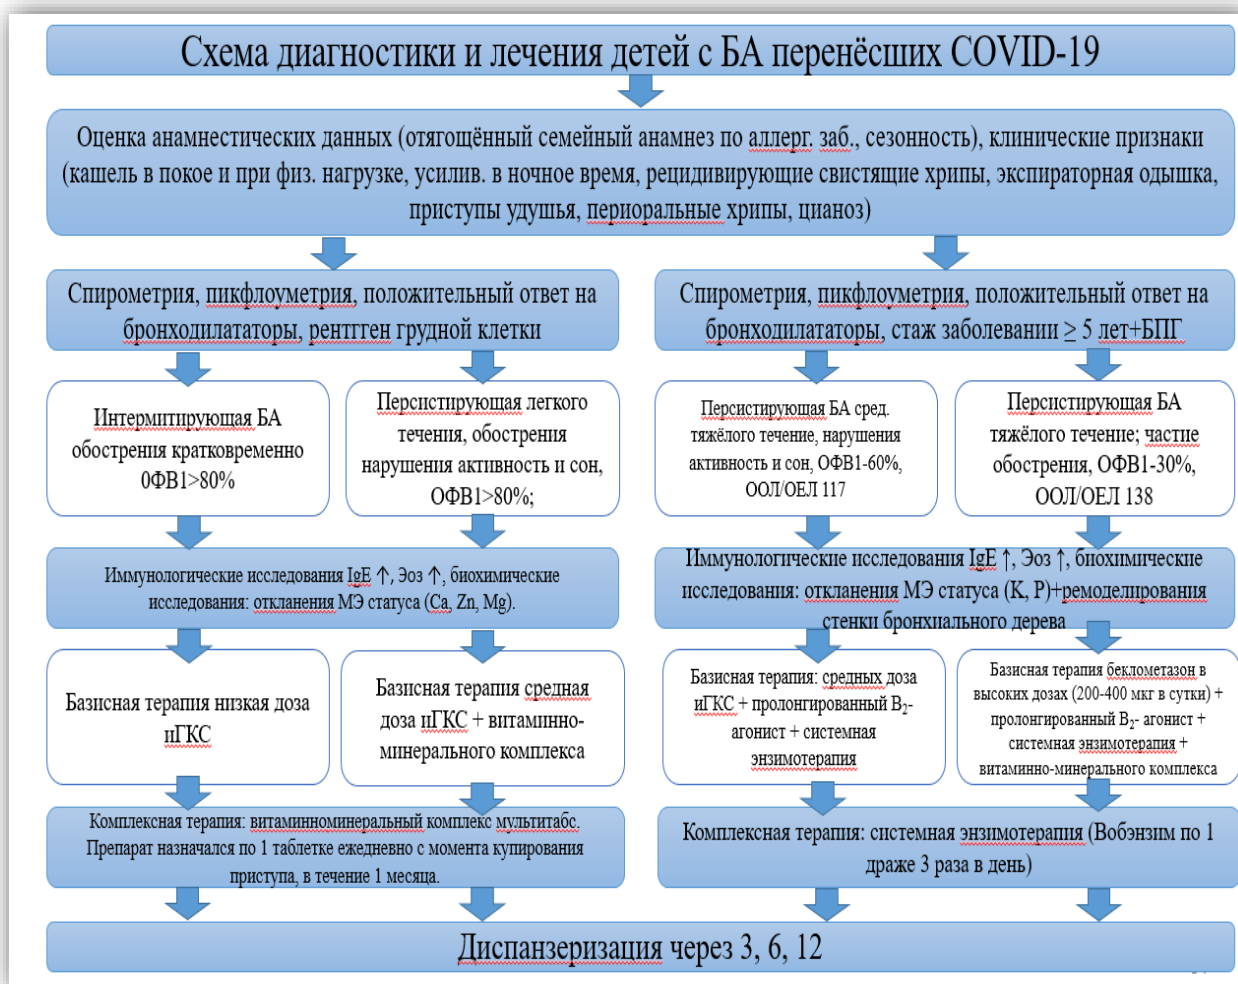 Схема диагностики и лечения детей с БА перенёсших COVID-19
Оценка анамнестических данных (отягощённый семейный анамнез по аллерг. заб., сезонность), клинические признаки
(кашель в покое и при физ. нагрузке, усилив. в ночное время, рецидивирующие свистящие хрипы, экспираторная одышка,
приступы удушья, периоральные хрипы, цианоз)
Спирометрия, пикфлоуметрия, положительный ответ на
бронходилататоры, рентгген грудной клетки
Спирометрия, пикфлоуметрия, положительный ответ на
бронходилататоры, стаж заболевании ≥ 5 лет+БПГ
Интермитирующая БА
обострения кратковременно
0ФВ1>80%
Персистирующая легкого
течения, обострения
нарушения активность и сон,
ОФВ1>80%;
Персистирующая БА сред.
тяжёлого течение, нарушения
активность и сон, ОФВ1-60%,
ООЛ/ОЕЛ 117
Персистирующая БА
тяжёлого течение; частие
обострения, ОФВ1-30%,
ООЛ/ОЕЛ 138
Иммунологические исследования IgE ↑, Эоз ↑, биохимические
исследования: откланения МЭ статуса (Ca, Zn, Mg).
Иммунологические исследования IgE ↑, Эоз ↑, биохимические
исследования: откланения МЭ статуса (K, P)+ремоделирования
стенки бронхиального дерева
Базисная терапия низкая доза
иГКС
Базисная терапия средная
доза иГКС + витаминно-
минерального комплекса
Базисная терапия: средных доза
иГКС + пролонгированный В₂-
агонист + системная
энзимотерапия
Базисная терапия беклометазон в
высоких дозах (200-400 мкг в сутки) +
пролонгированный В₂- агонист +
системная энзимотерапия +
витаминно-минерального комплекса
Комплексная терапия: витаминноминеральный комплекс мультитабс.
Препарат назначался по 1 таблетке ежедневно с момента купирования
приступа, в течение 1 месяца.
Комплексная терапия: системная энзимотерапия (Вобэнзим по 1
драже 3 раза в день)
Диспанзеризация через 3, 6, 12